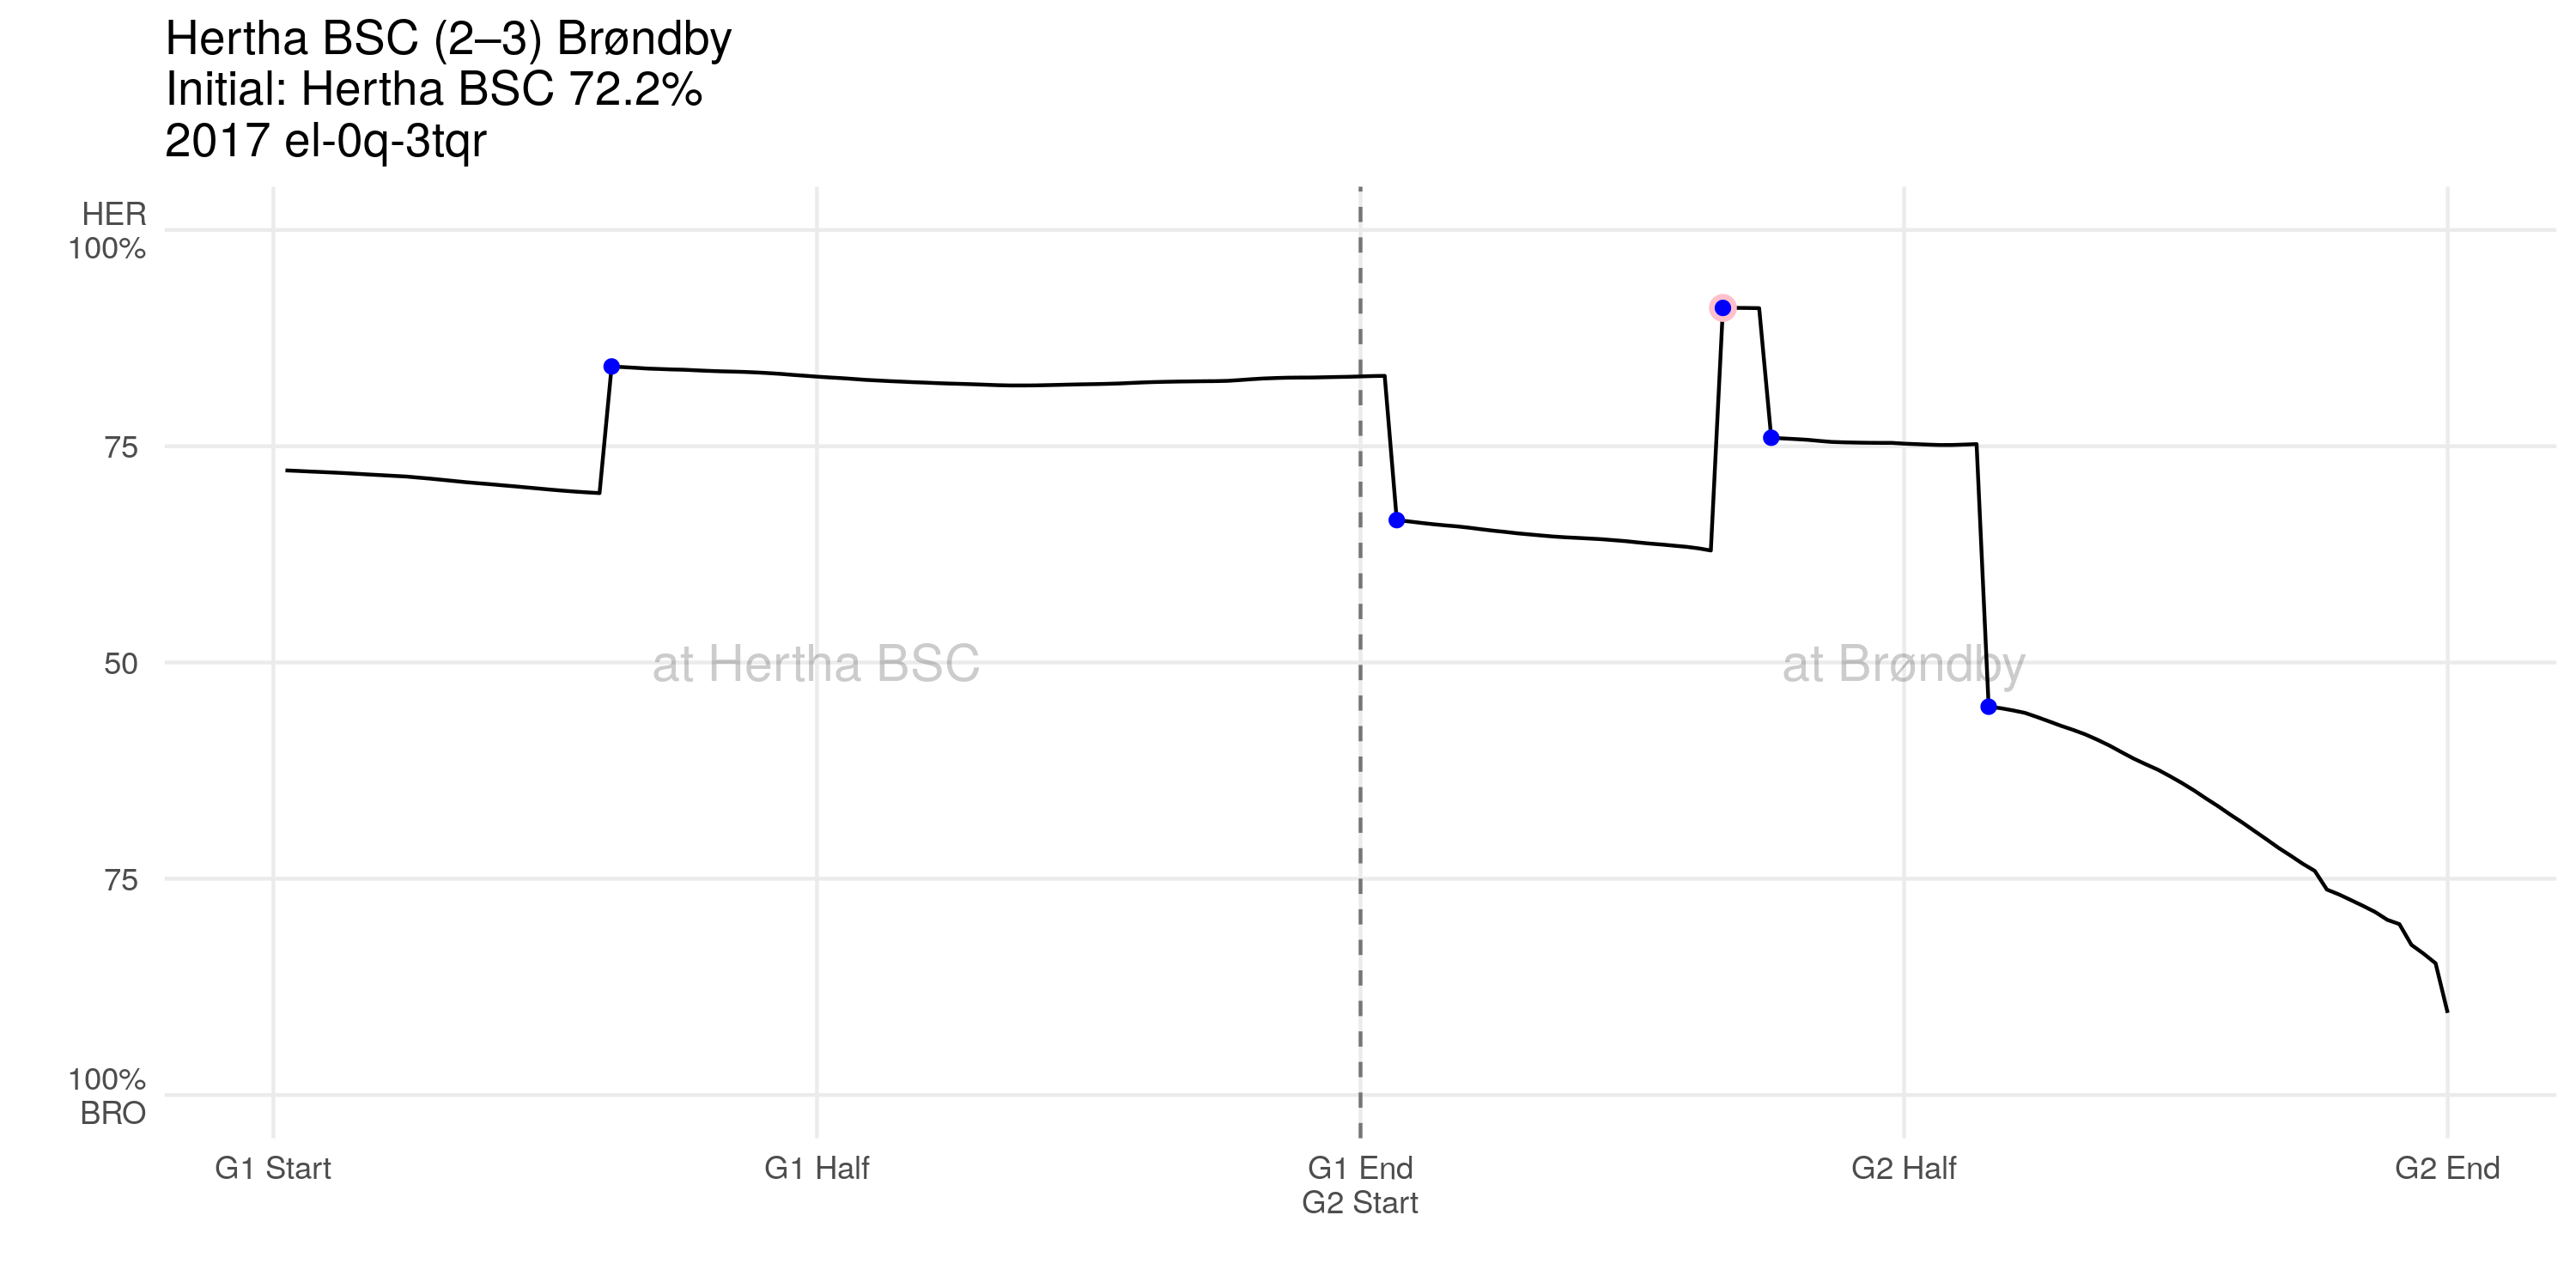 Hertha BSC (2–3) Brøndby
Initial: Hertha BSC 72.2%
2017 el-0q-3tqr
HER
100%
75
50
75
100%
BRO
at Hertha BSC
at Brøndby
G1 Start
G1 Half
G1 End
G2 Start
G2 Half
G2 End